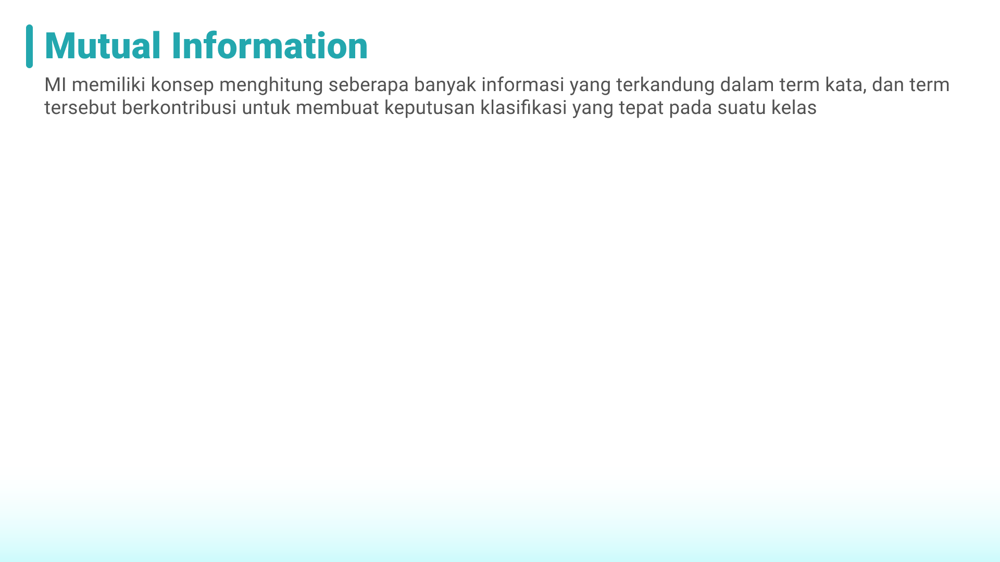 Mutual Information
MI memiliki konsep menghitung seberapa banyak informasi yang terkandung dalam term kata, dan term
tersebut berkontribusi untuk membuat keputusan klasifikasi yang tepat pada suatu kelas